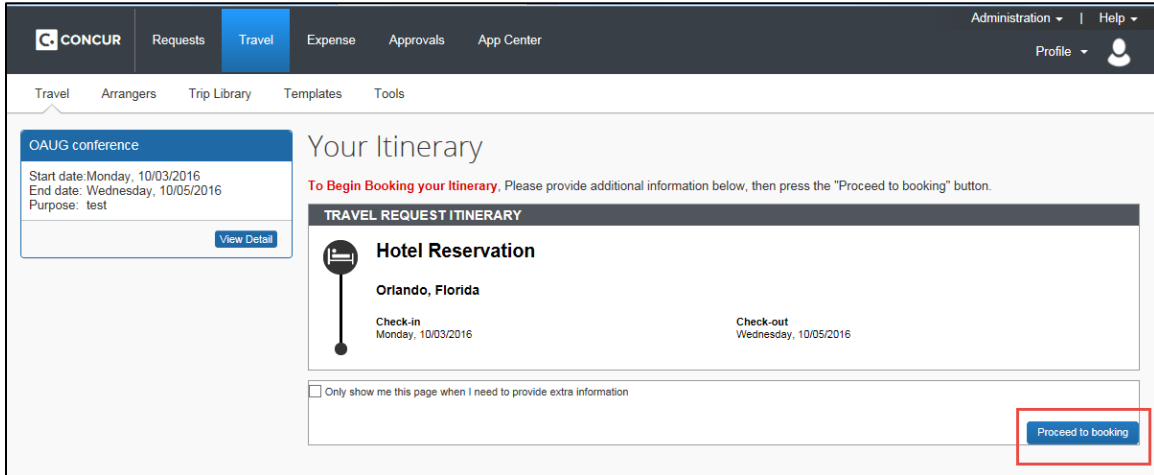 Administration | Help
C. CONCUR Requests Travel Expense Approvals App Center
Profile
Travel Arrangers Trip Library Templates Tools
OAUG conference
Start date:Monday, 10/03/2016
End date: Wednesday, 10/05/2016
Purpose: test
View Detail
Your Itinerary
To Begin Booking your Itinerary, Please provide additional information below, then press the "Proceed to booking" button.
TRAVEL REQUEST ITINERARY
Hotel Reservation
Orlando, Florida
Check-in Check-out
Monday, 10/03/2016 Wednesday, 10/05/2016
Only show me this page when I need to provide extra information
Proceed to booking